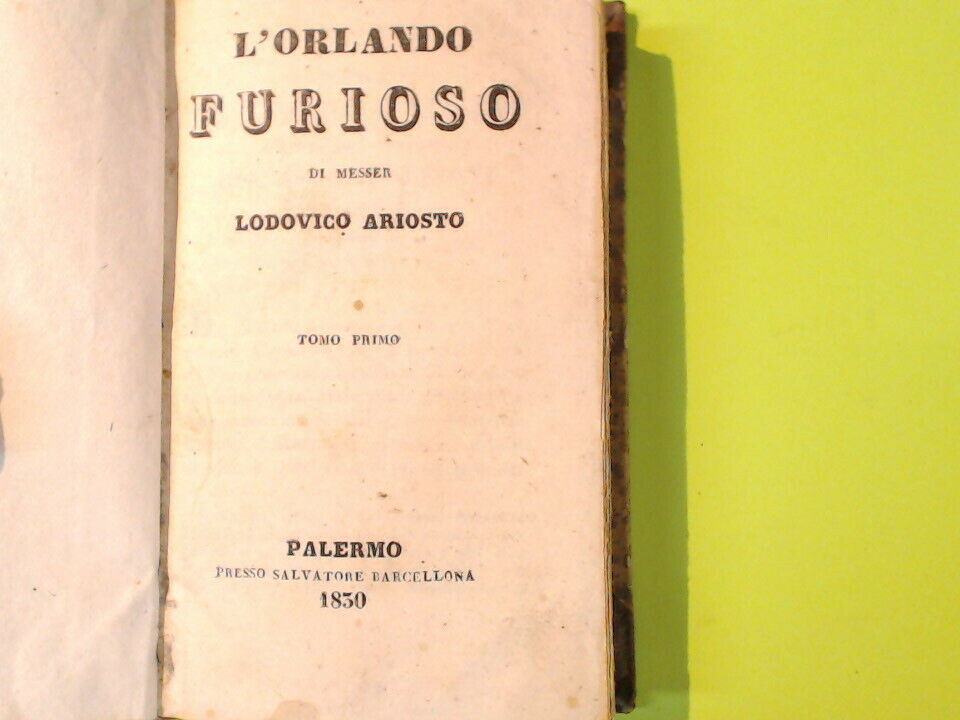 L'ORLANDO
FURIOSO
DI MESSER
LODOVICO ARIOSTO
TOMO PRIMO
PALERMO
PRESSO SALVATORE BARCELLONA
1830